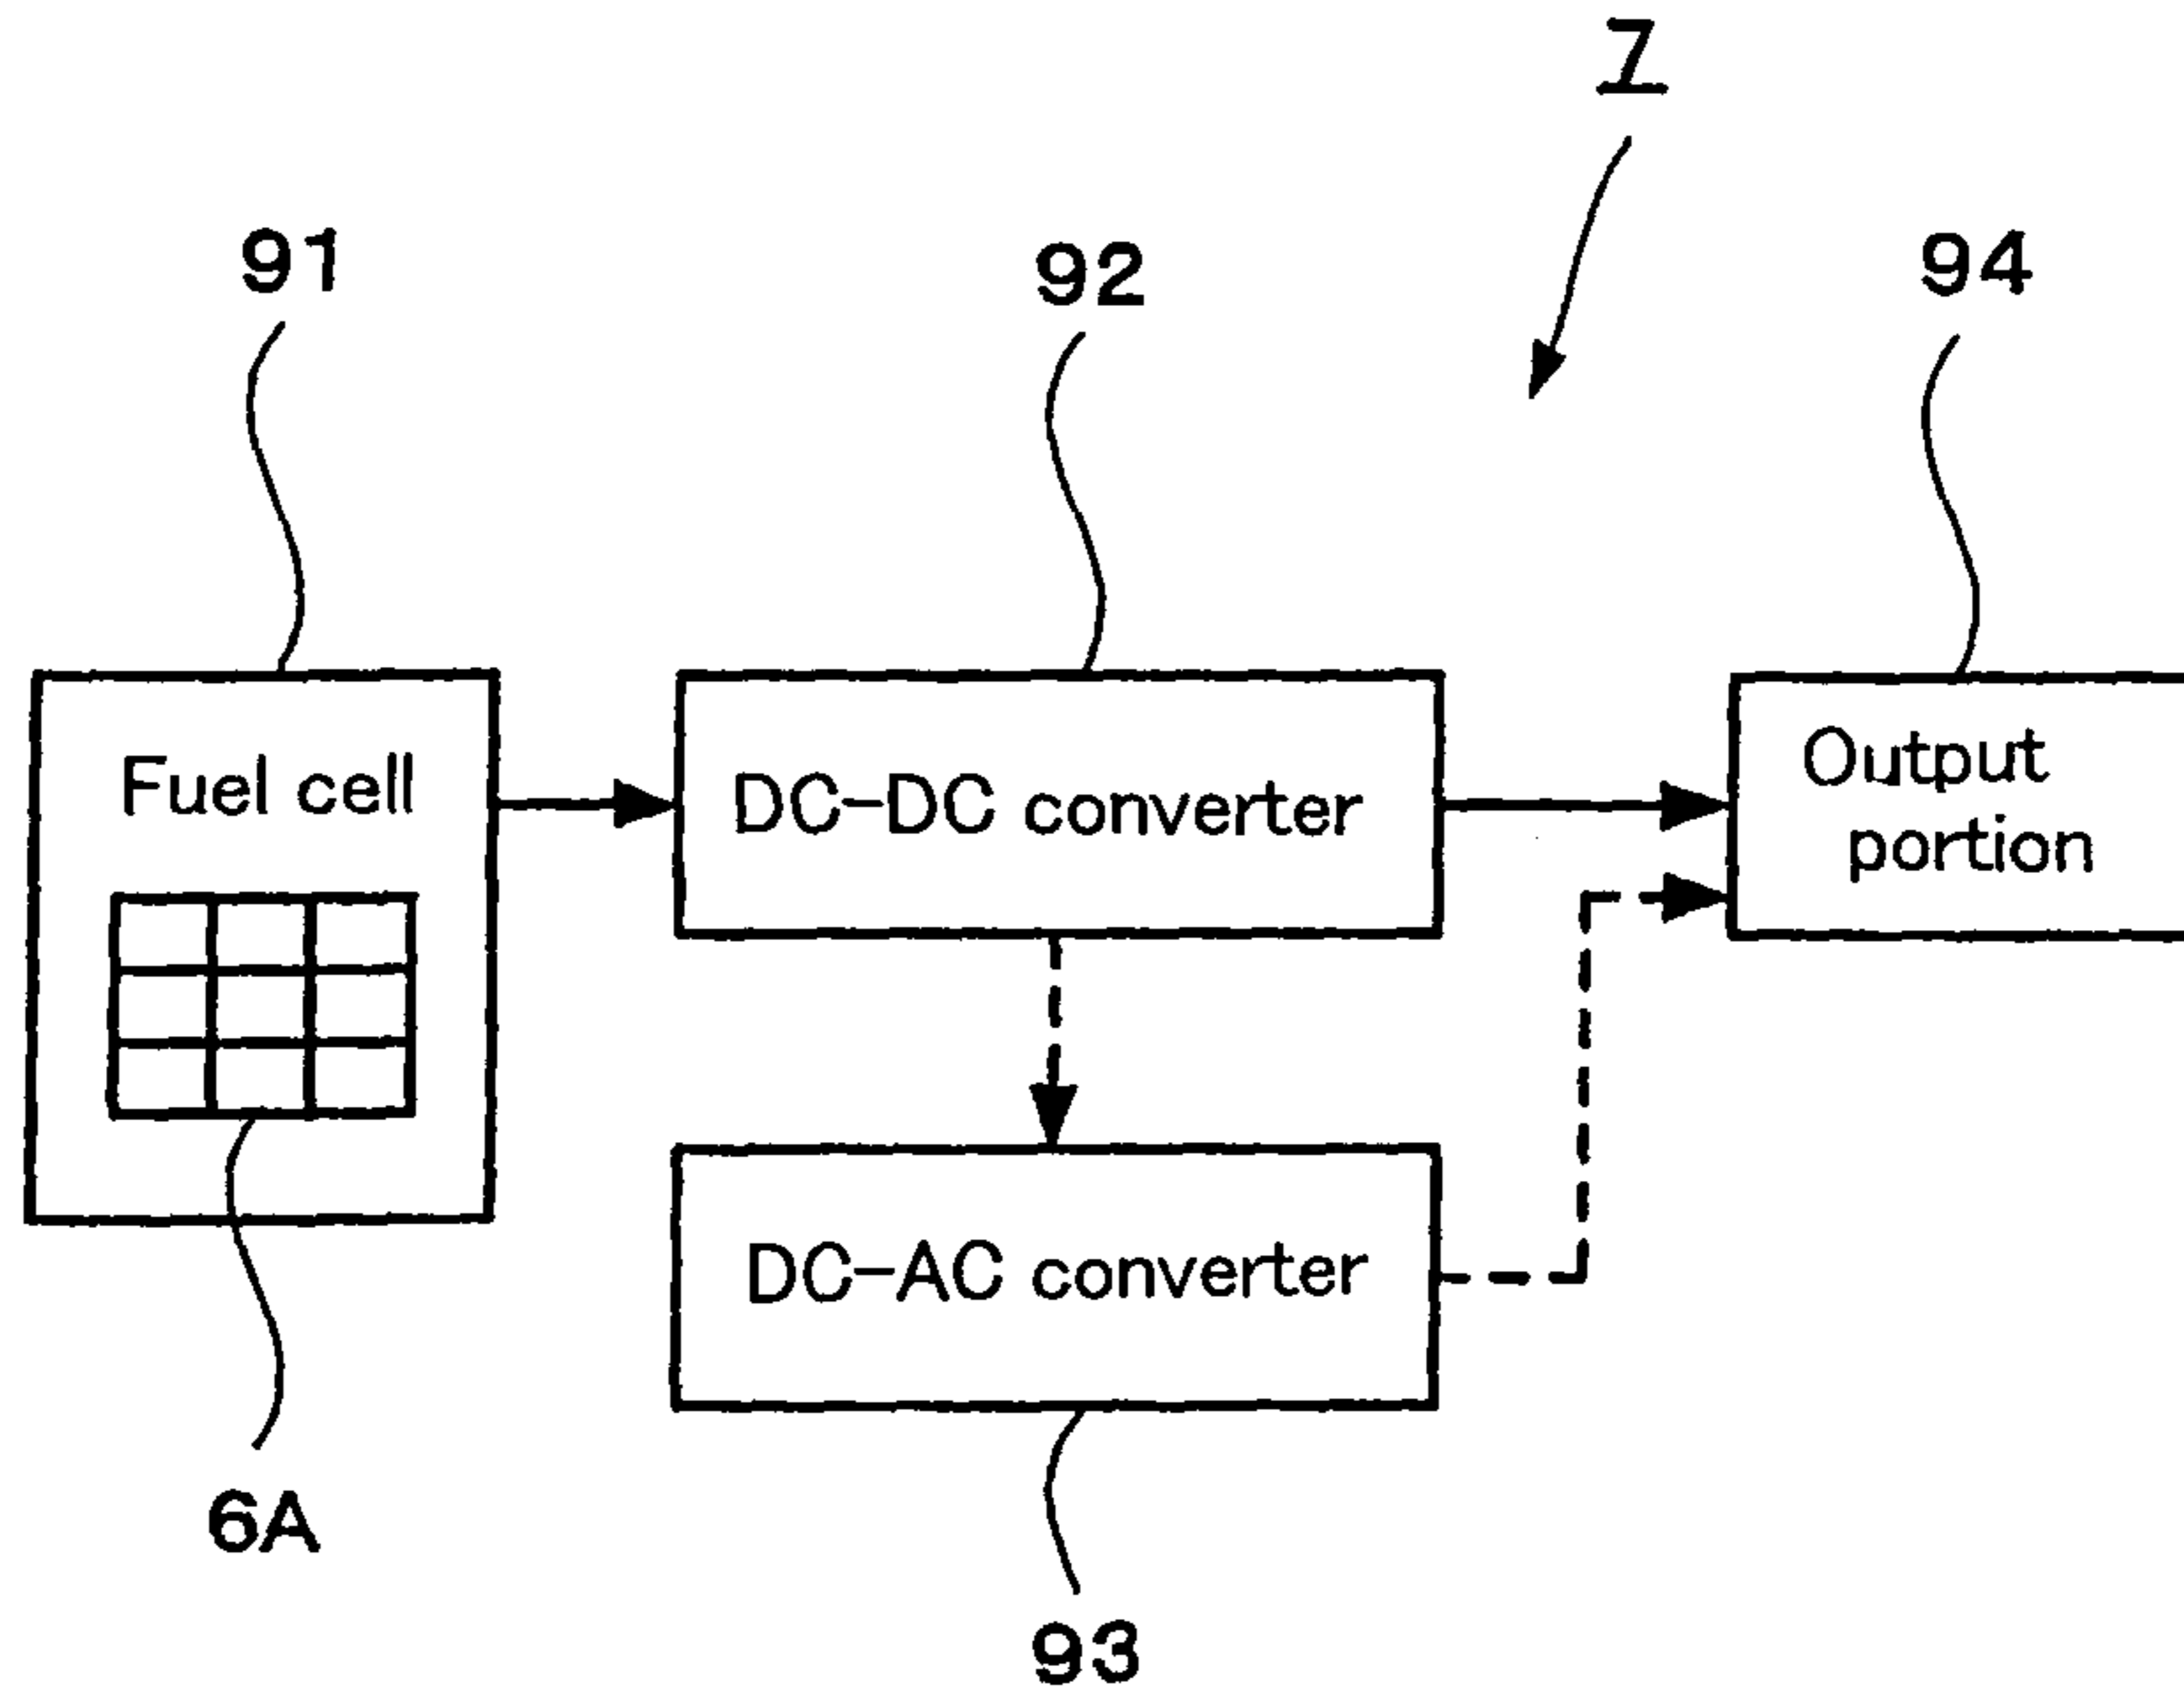 7
91
92
94
Fuel cell
DC-DC converter
Output
portion
DC-AC converter
6A
93